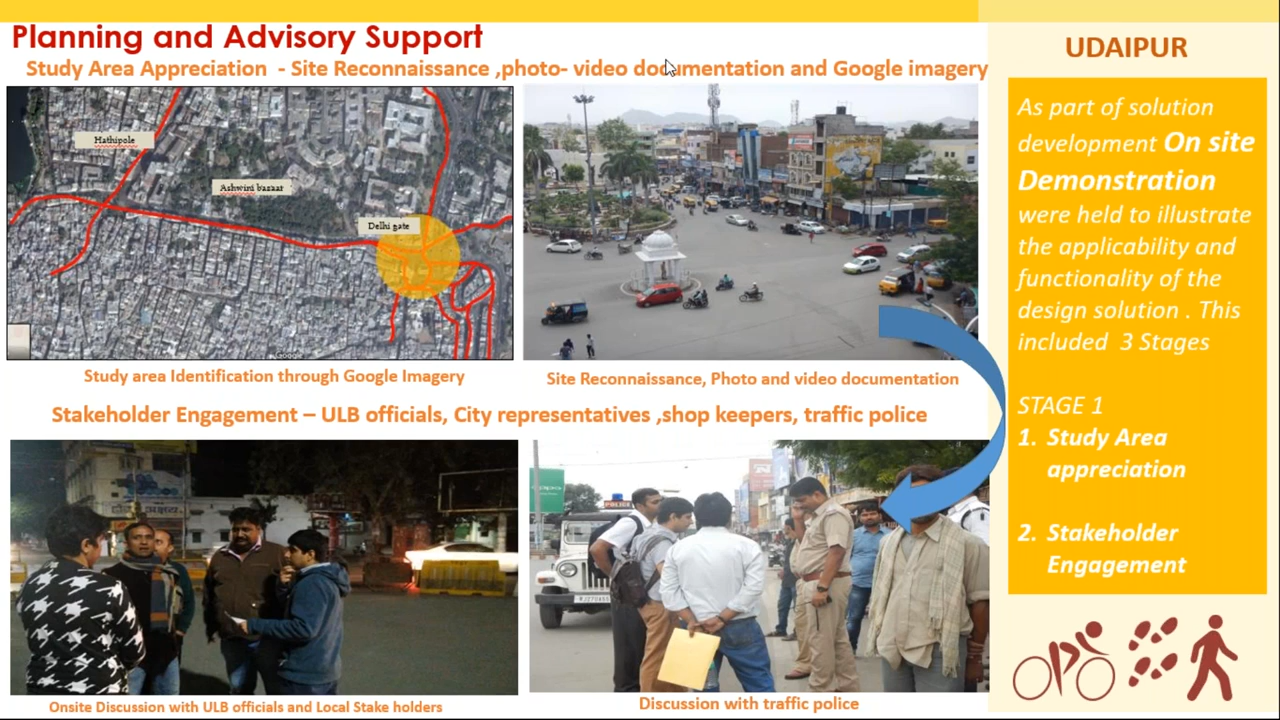 Planning and Advisory Support
Study Area Appreciation - Site Reconnaissance ,photo- video documentation and Google imagery
Hathipole
Ashwini bazaar
Delhi gate
Google
Study area Identification through Google Imagery
Site Reconnaissance, Photo and video documentation
Stakeholder Engagement – ULB officials, City representatives ,shop keepers, traffic police
POLICE
Onsite Discussion with ULB officials and Local Stake holders
Discussion with traffic police
UDAIPUR
As part of solution
development On site
Demonstration
were held to illustrate
the applicability and
functionality of the
design solution . This
included 3 Stages
STAGE 1
1. Study Area
appreciation
2. Stakeholder
Engagement